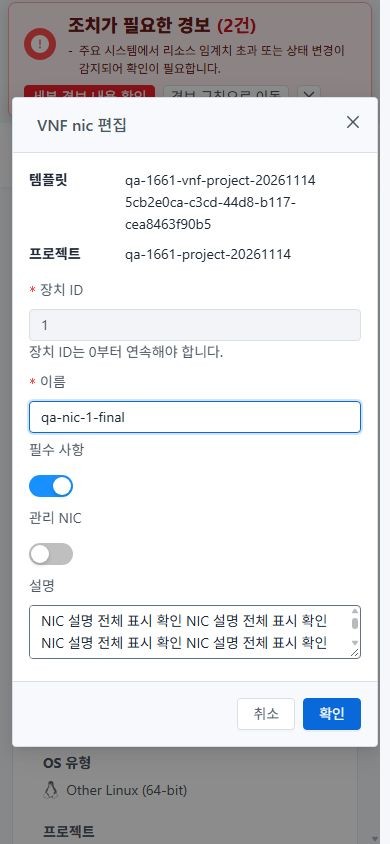 조치가 필요한 경보 (2건)
- 주요 시스템에서 리소스 임계치 초과 또는 상태 변경이
감지되어 확인이 필요합니다.
세부 경보 내용 확인 경보 규칙으로 이동
VNF nic 편집
템플릿 qa-1661-vnf-project-20261114
5cb2e0ca-c3cd-44d8-b117-
cea8463f90b5
프로젝트 qa-1661-project-20261114
* 장치 ID
1
장치 ID는 0부터 연속해야 합니다.
* 이름
qa-nic-1-final
필수 사항
관리 NIC
설명
NIC 설명 전체 표시 확인 NIC 설명 전체 표시 확인
NIC 설명 전체 표시 확인 NIC 설명 전체 표시 확인
취소 확인
OS 유형
Other Linux (64-bit)
프로젝트